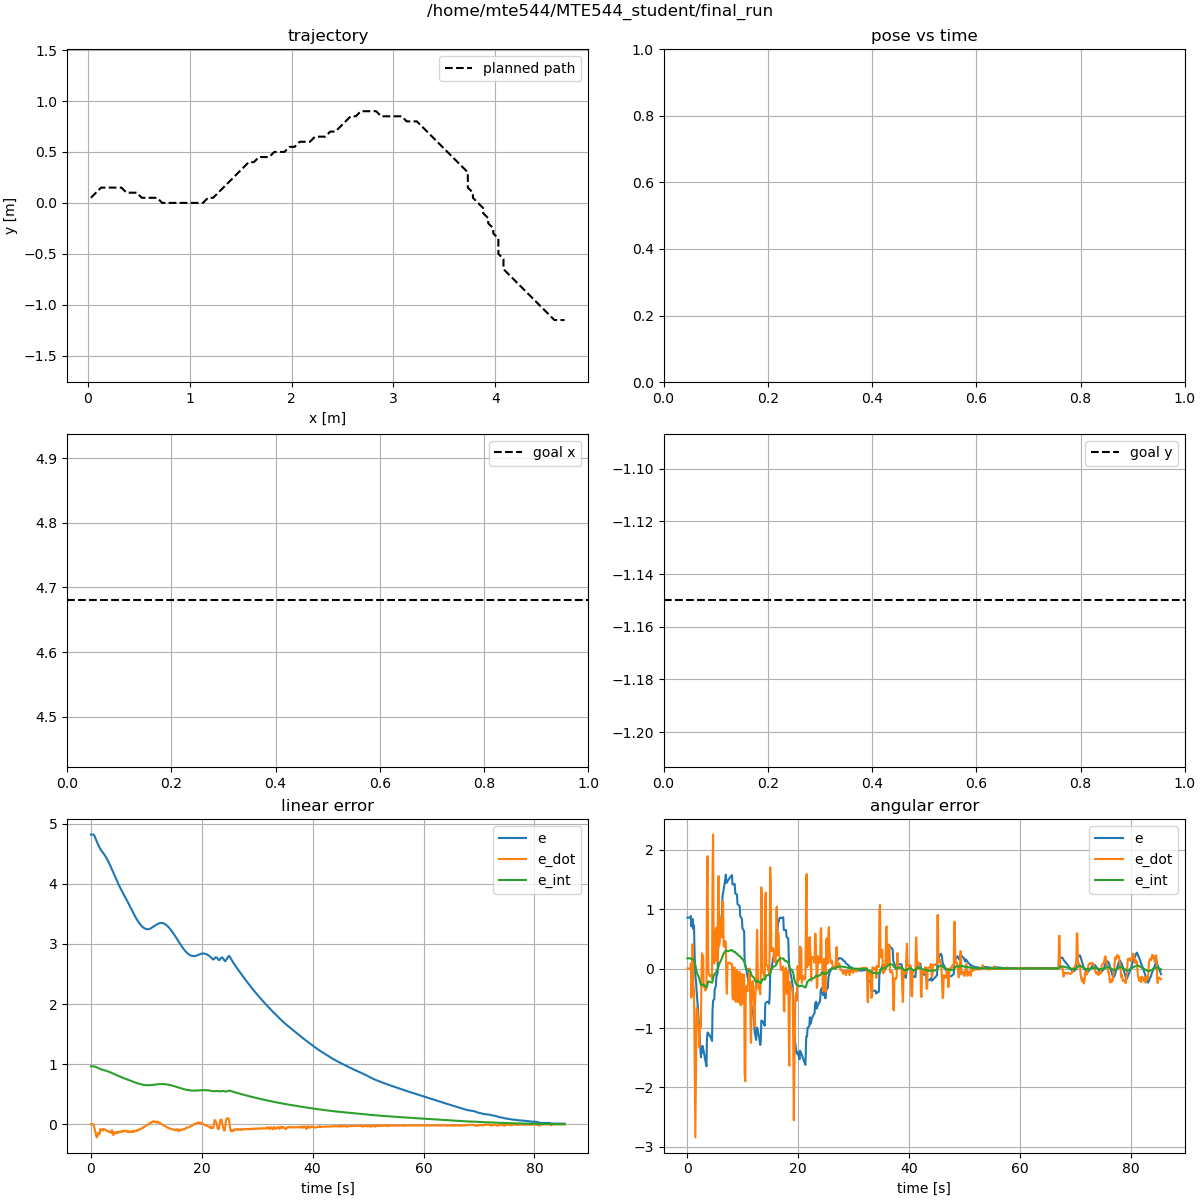 /home/mte544/MTE544_student/final_run
trajectory
planned path
1.5
1.0
0.5
0.0
−0.5
−1.0
−1.5
y [m]
0 1 2 3 4
x [m]
pose vs time
1.0
0.8
0.6
0.4
0.2
0.0
0.0 0.2 0.4 0.6 0.8 1.0
goal x
4.9
4.8
4.7
4.6
4.5
0.0 0.2 0.4 0.6 0.8 1.0
goal y
−1.10
−1.12
−1.14
−1.16
−1.18
−1.20
0.0 0.2 0.4 0.6 0.8 1.0
linear error
e
e_dot
e_int
5
4
3
2
1
0
0 20 40 60 80
time [s]
angular error
e
e_dot
e_int
2
1
0
−1
−2
−3
0 20 40 60 80
time [s]